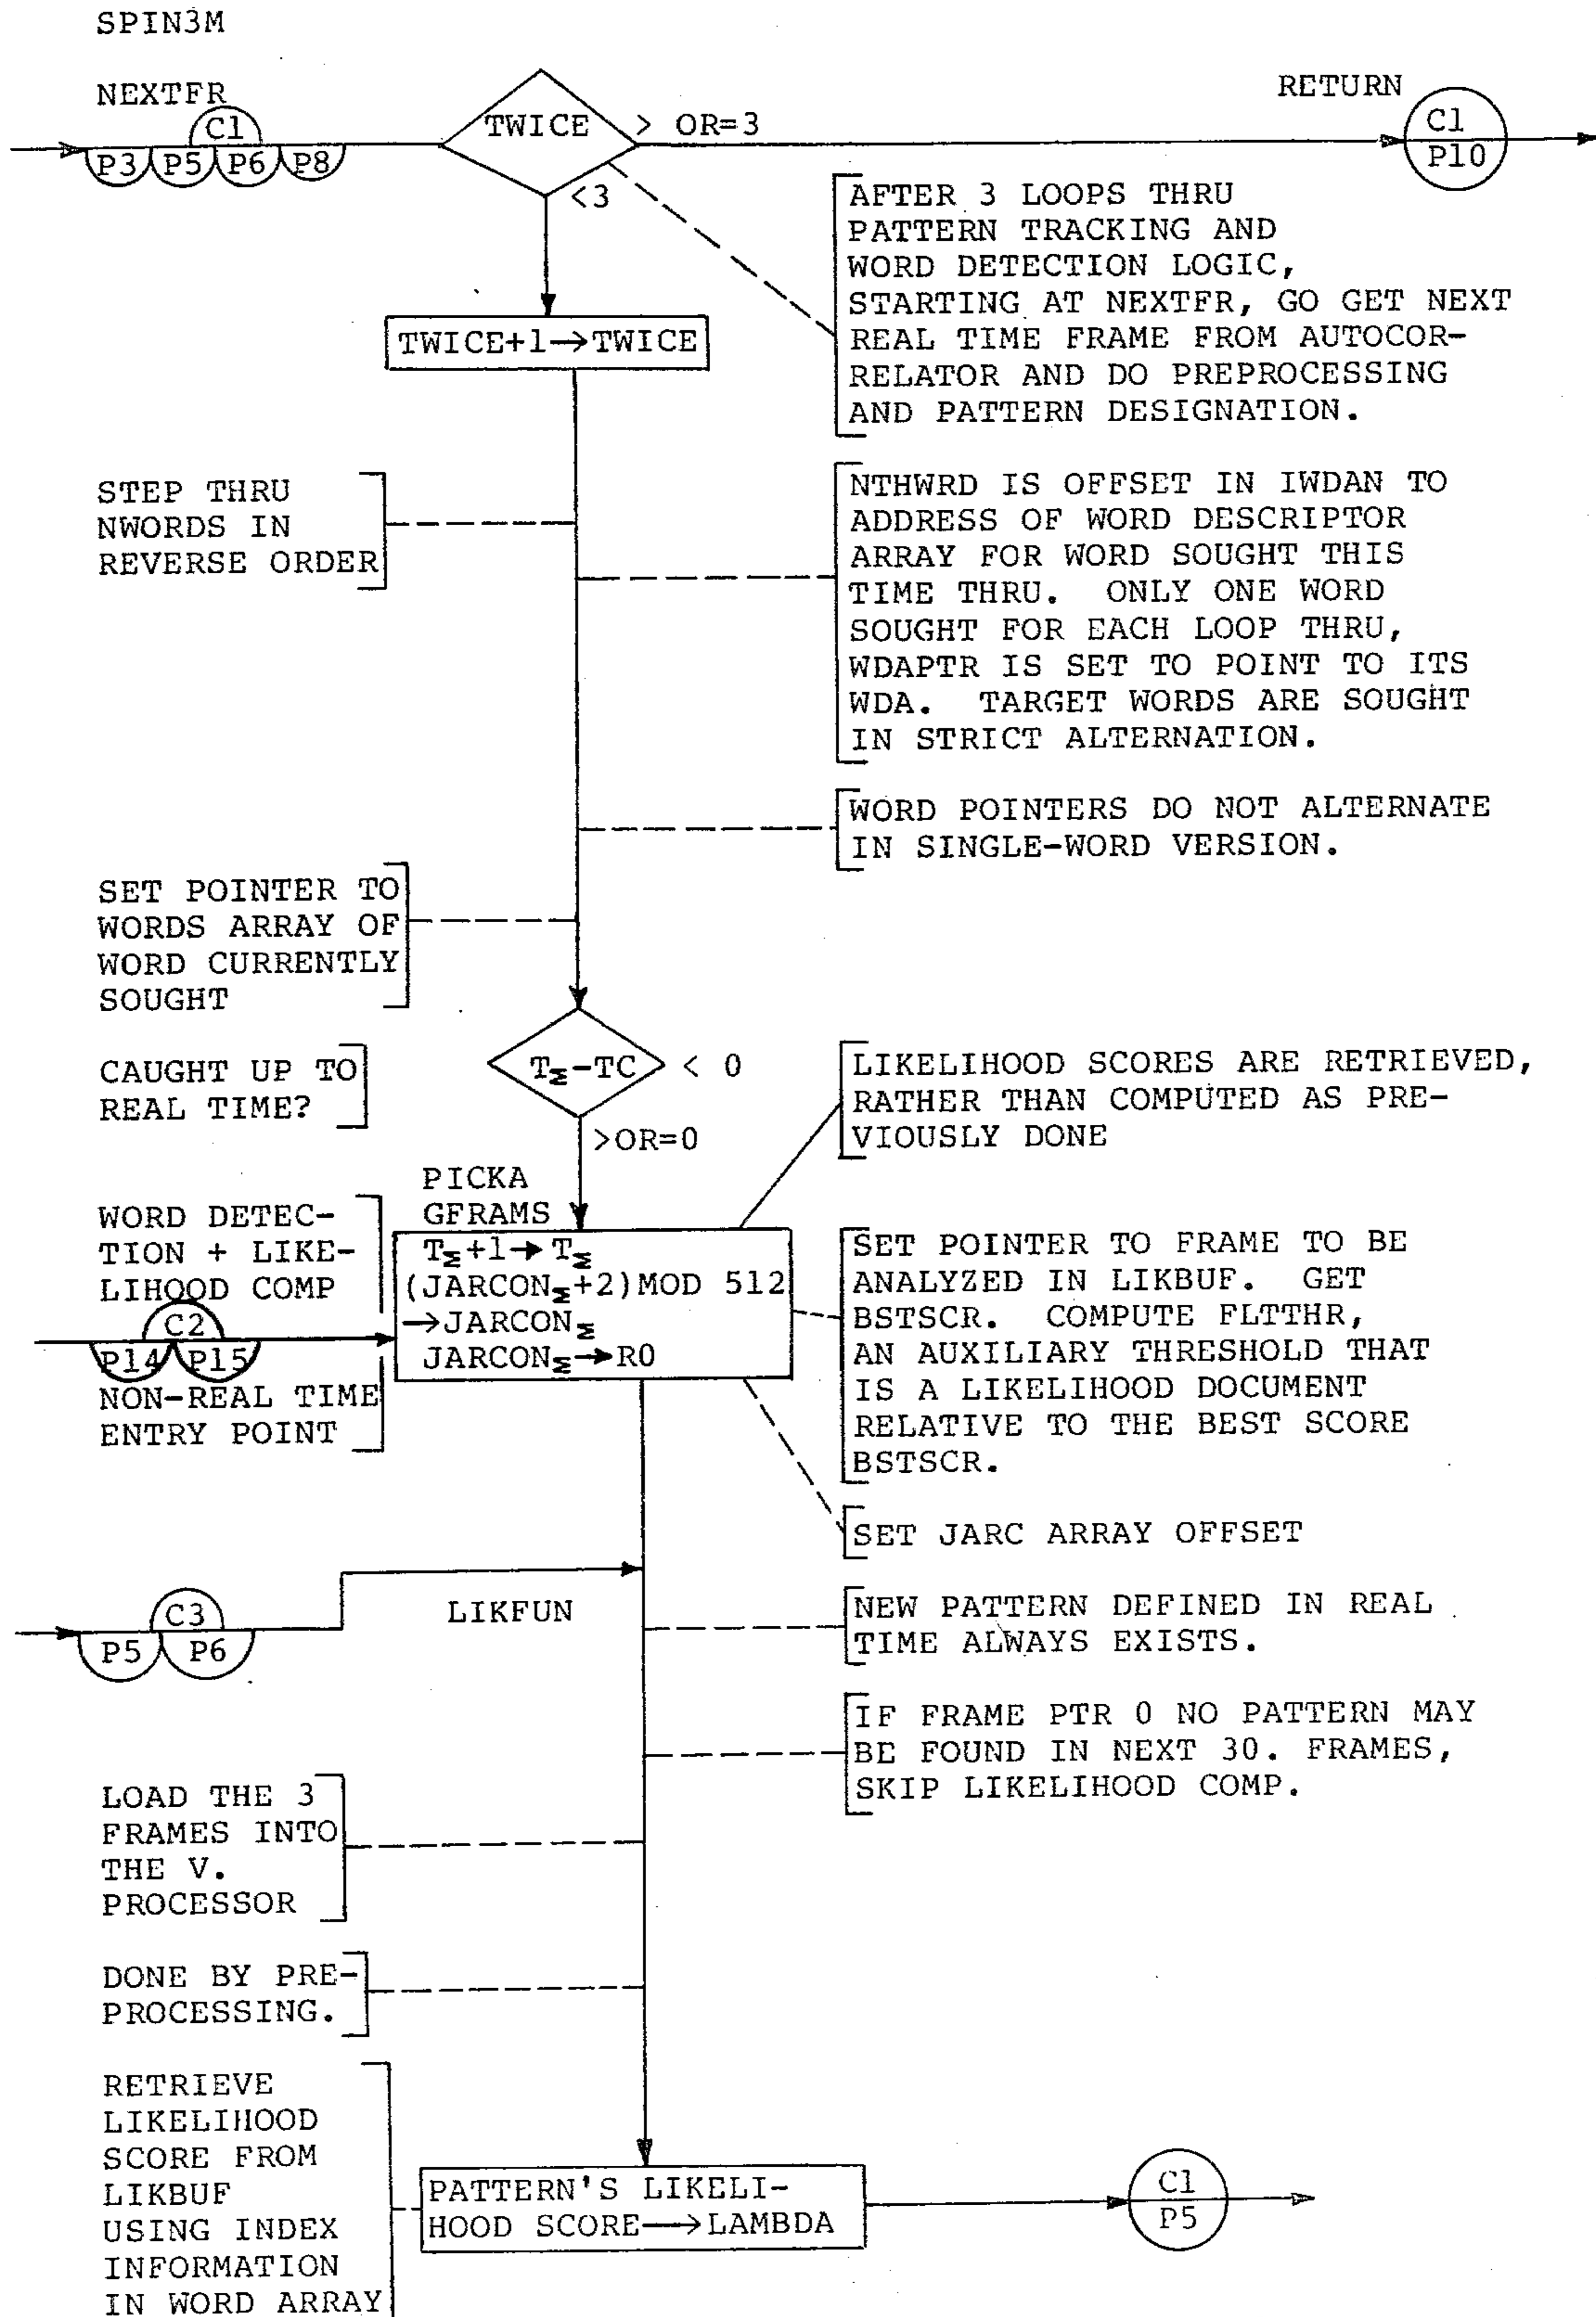 SPIN3M
NEXTFR
C1
P3 P5 P6 P8
TWICE
> OR=3
<3
RETURN
C1
P10
AFTER 3 LOOPS THRU
PATTERN TRACKING AND
WORD DETECTION LOGIC,
STARTING AT NEXTFR, GO GET NEXT
REAL TIME FRAME FROM AUTOCOR-
RELATOR AND DO PREPROCESSING
AND PATTERN DESIGNATION.
TWICE+1→TWICE
STEP THRU
NWORDS IN
REVERSE ORDER
NTHWRD IS OFFSET IN IWDAN TO
ADDRESS OF WORD DESCRIPTOR
ARRAY FOR WORD SOUGHT THIS
TIME THRU. ONLY ONE WORD
SOUGHT FOR EACH LOOP THRU,
WDAPTR IS SET TO POINT TO ITS
WDA. TARGET WORDS ARE SOUGHT
IN STRICT ALTERNATION.
WORD POINTERS DO NOT ALTERNATE
IN SINGLE-WORD VERSION.
SET POINTER TO
WORDS ARRAY OF
WORD CURRENTLY
SOUGHT
CAUGHT UP TO
REAL TIME?
TΣ-TC
< 0
>OR=0
LIKELIHOOD SCORES ARE RETRIEVED,
RATHER THAN COMPUTED AS PRE-
VIOUSLY DONE
WORD DETEC-
TION + LIKE-
LIHOOD COMP
C2
P14 P15
NON-REAL TIME
ENTRY POINT
PICKA
GFRAMS
TΣ+1→TΣ
(JARCONΣ+2)MOD 512
→JARCONΣ
JARCONΣ→R0
SET POINTER TO FRAME TO BE
ANALYZED IN LIKBUF. GET
BSTSCR. COMPUTE FLTTHR,
AN AUXILIARY THRESHOLD THAT
IS A LIKELIHOOD DOCUMENT
RELATIVE TO THE BEST SCORE
BSTSCR.
SET JARC ARRAY OFFSET
C3
P5 P6
LIKFUN
NEW PATTERN DEFINED IN REAL
TIME ALWAYS EXISTS.
IF FRAME PTR 0 NO PATTERN MAY
BE FOUND IN NEXT 30. FRAMES,
SKIP LIKELIHOOD COMP.
LOAD THE 3
FRAMES INTO
THE V.
PROCESSOR
DONE BY PRE-
PROCESSING.
RETRIEVE
LIKELIHOOD
SCORE FROM
LIKBUF
USING INDEX
INFORMATION
IN WORD ARRAY
PATTERN'S LIKELI-
HOOD SCORE→LAMBDA
C1
P5